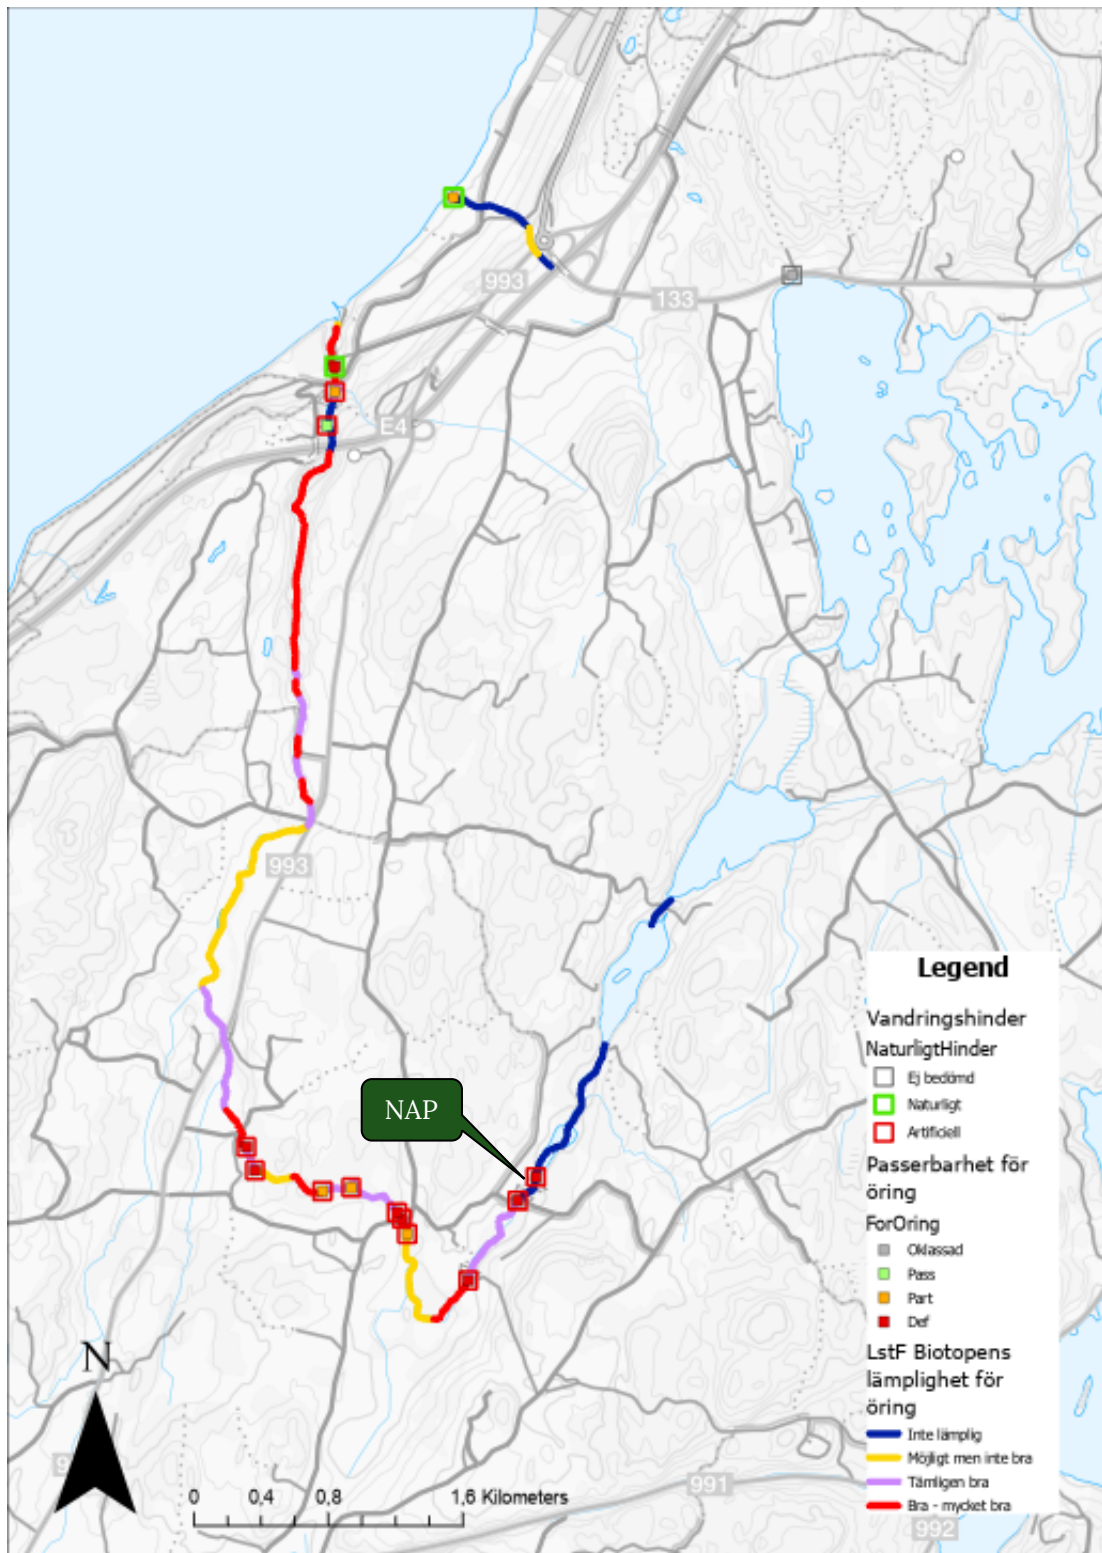 993
133
E4
993
NAP
Legend
Vandringshinder
NaturligtHinder
Ej bedömd
Naturligt
Artificiell
Passerbarhet för
öring
ForOring
Oklassad
Pass
Part
Def
LstF Biotopens
lämplighet för
öring
Inte lämplig
Möjligt men inte bra
Tämligen bra
Bra - mycket bra
N
0 0,4 0,8 1,6 Kilometers
991
992